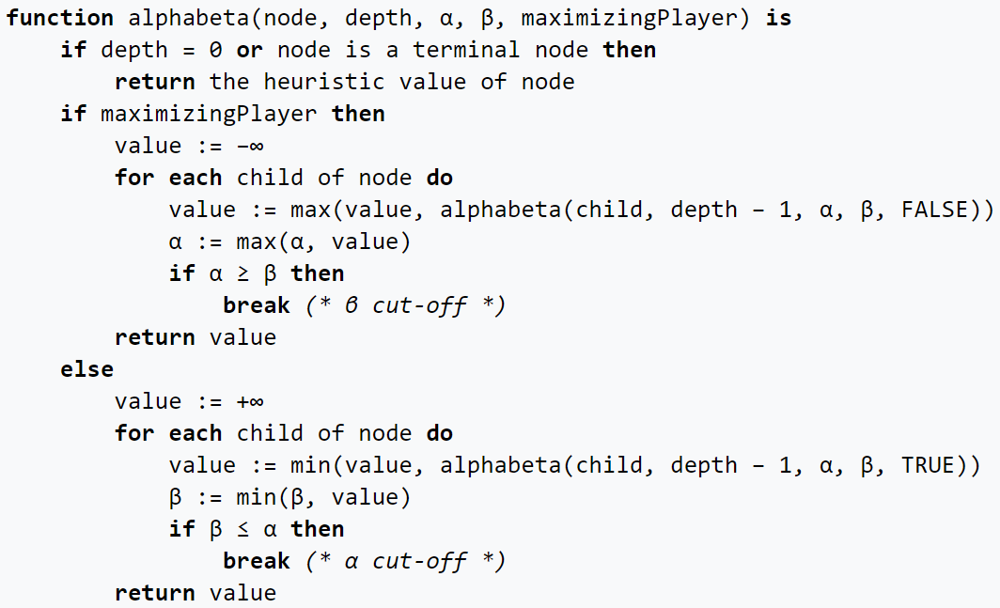 function alphabeta(node, depth, α, β, maximizingPlayer) is
    if depth = 0 or node is a terminal node then
        return the heuristic value of node
    if maximizingPlayer then
        value := −∞
        for each child of node do
            value := max(value, alphabeta(child, depth − 1, α, β, FALSE))
            α := max(α, value)
            if α ≥ β then
                break (* β cut-off *)
        return value
    else
        value := +∞
        for each child of node do
            value := min(value, alphabeta(child, depth − 1, α, β, TRUE))
            β := min(β, value)
            if β ≤ α then
                break (* α cut-off *)
        return value